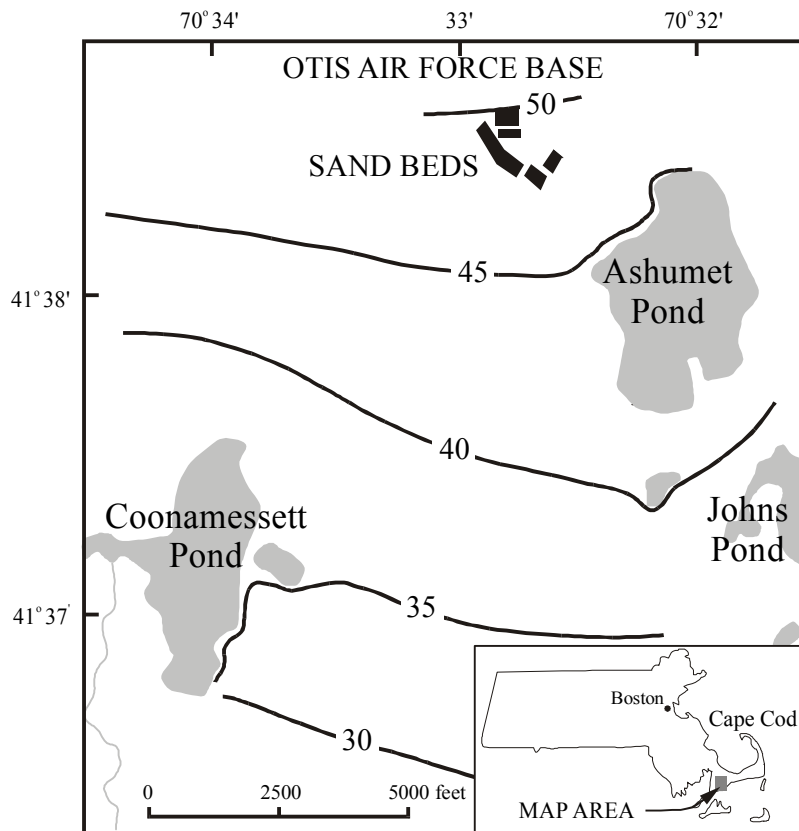 70°34'
33'
70°32'
OTIS AIR FORCE BASE
50
SAND BEDS
45
Ashumet
Pond
41°38'
40
Coonamessett
Pond
Johns
Pond
35
41°37'
30
Boston
Cape Cod
MAP AREA
0
2500
5000 feet